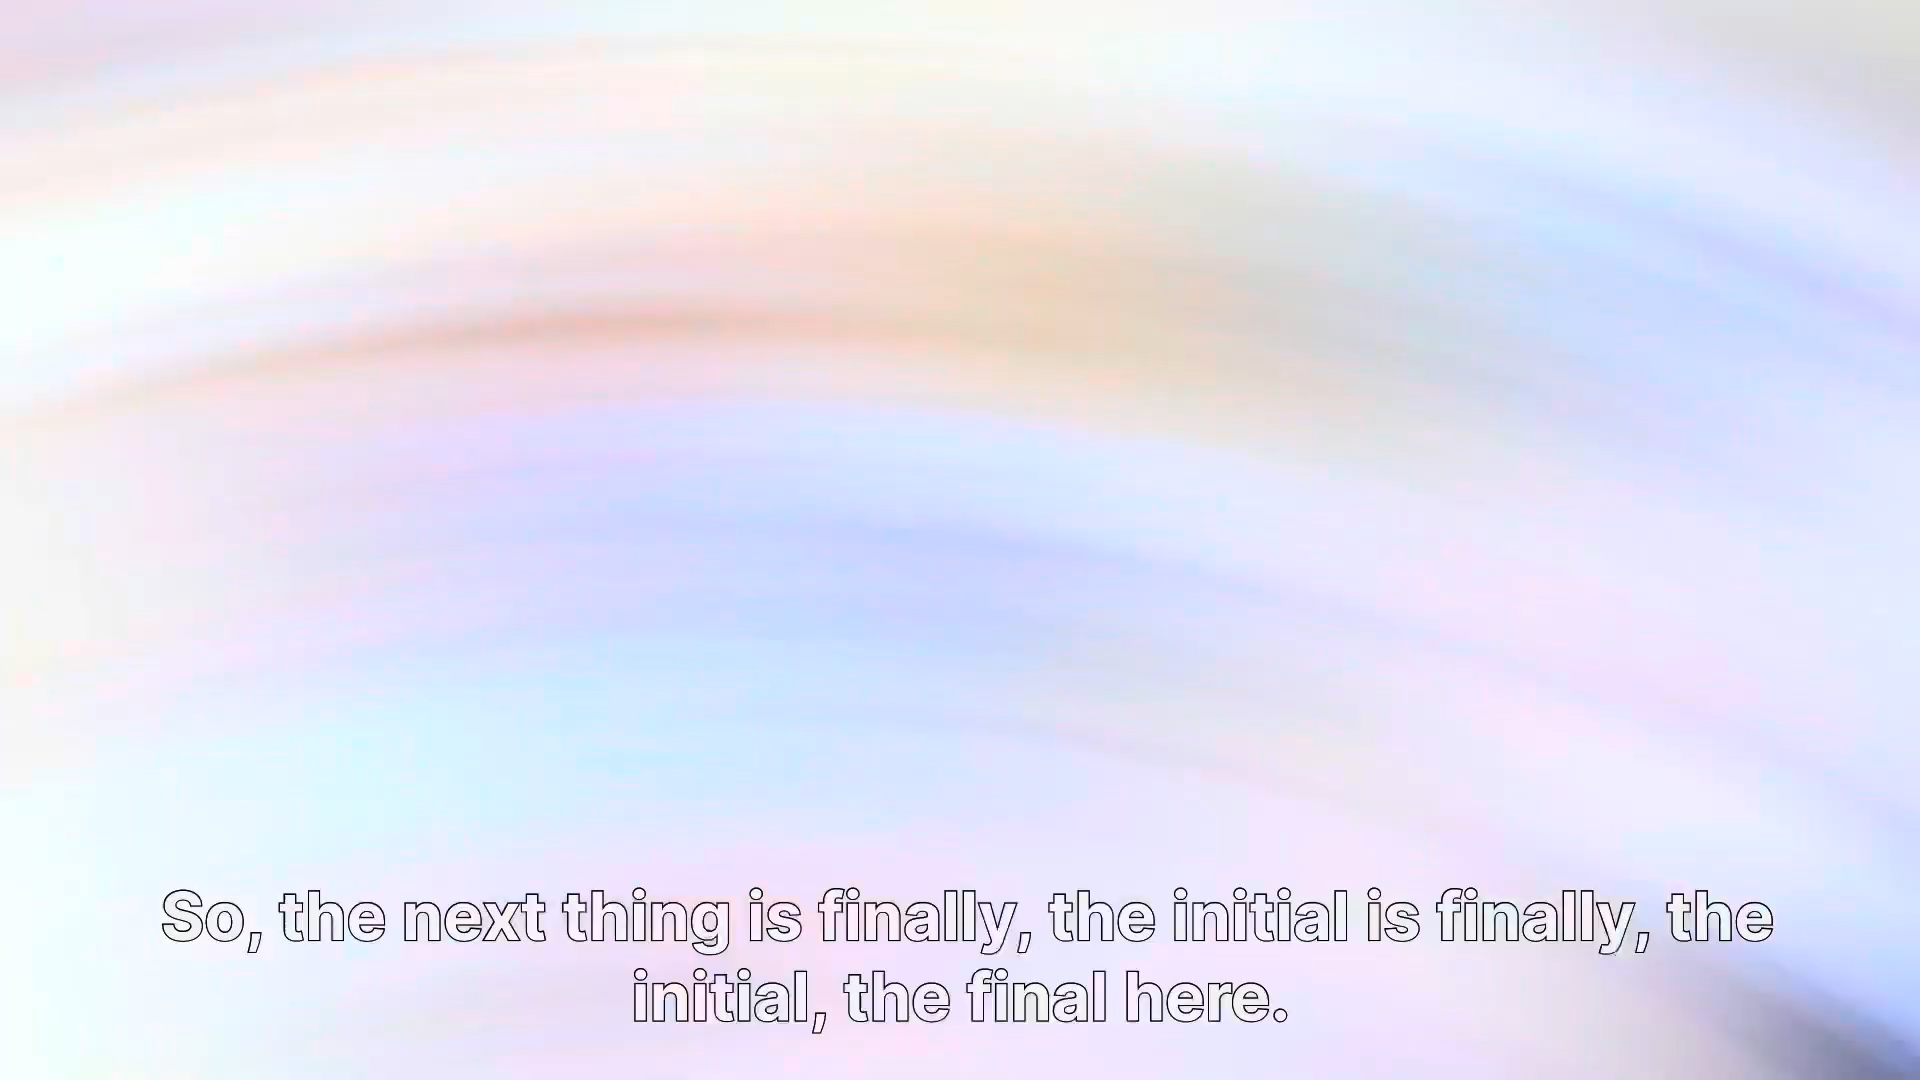 So, the next thing is finally, the initial is finally, the
initial, the final here.